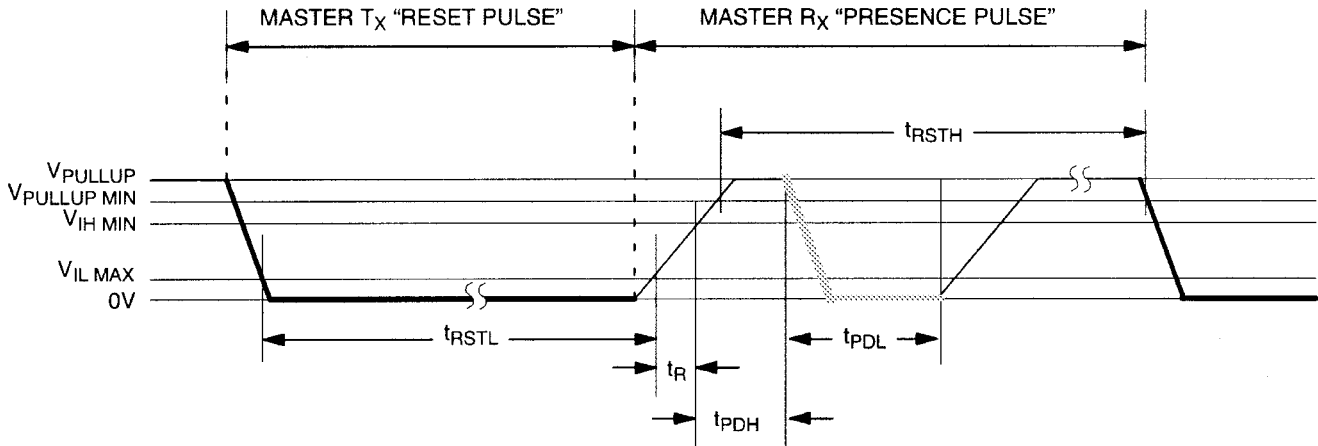 MASTER TX “RESET PULSE”
MASTER RX “PRESENCE PULSE”
tRSTH
VPULLUP
VPULLUP MIN
VIH MIN
VIL MAX
0V
tRSTL
tR
tPDL
tPDH